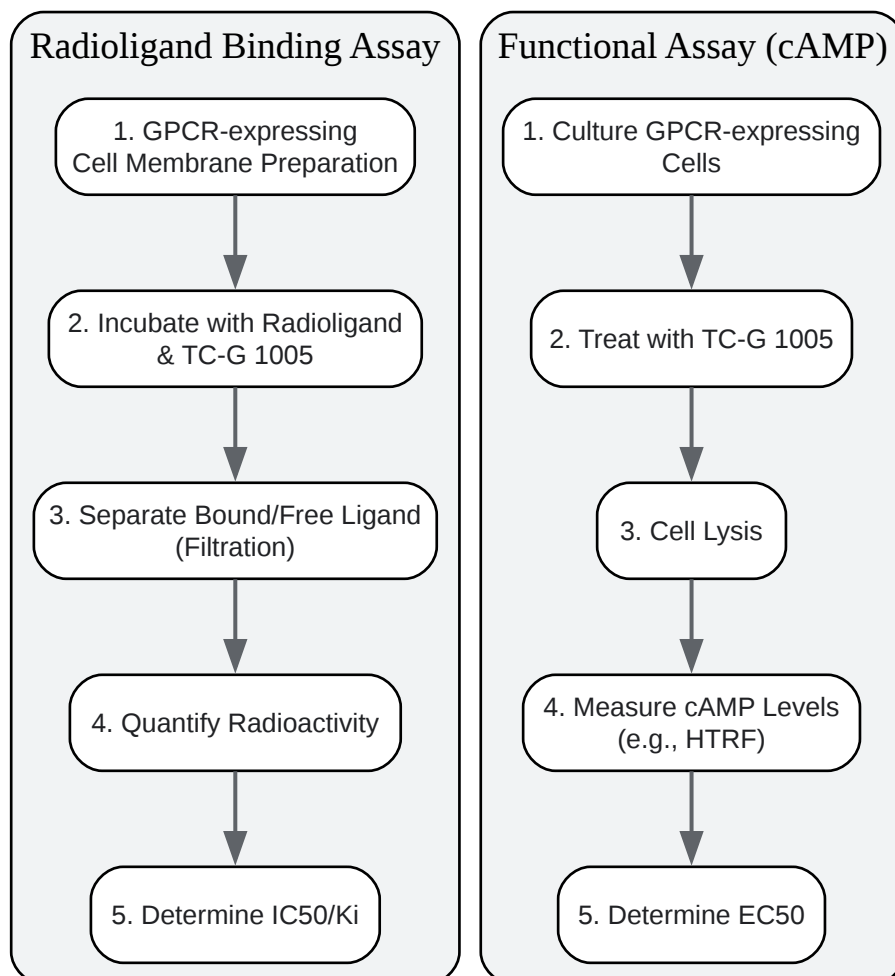 Radioligand Binding Assay
1. GPCR-expressing
Cell Membrane Preparation
2. Incubate with Radioligand
& TC-G 1005
3. Separate Bound/Free Ligand
(Filtration)
4. Quantify Radioactivity
5. Determine IC50/Ki
Functional Assay (cAMP)
1. Culture GPCR-expressing
Cells
2. Treat with TC-G 1005
3. Cell Lysis
4. Measure cAMP Levels
(e.g., HTRF)
5. Determine EC50